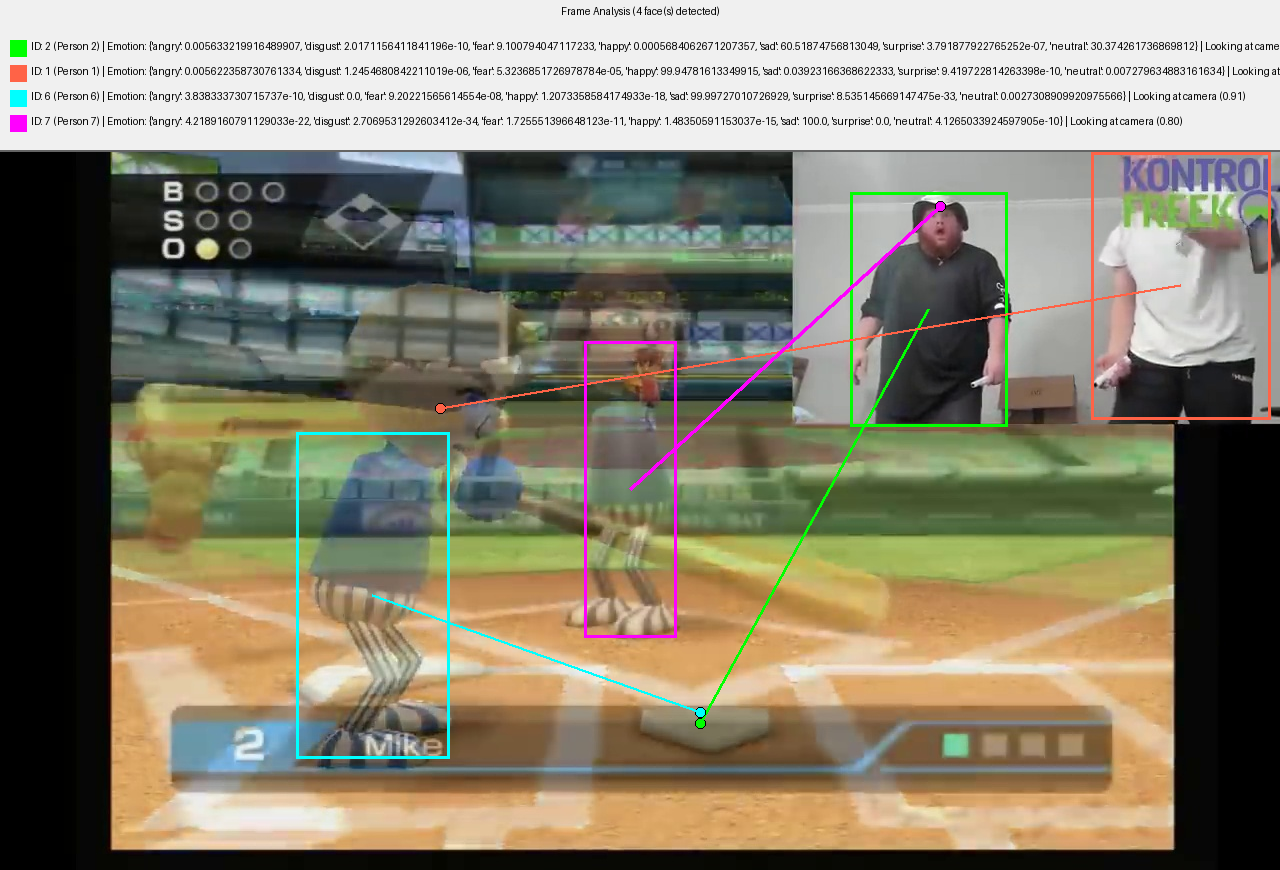 Frame Analysis (4 face(s) detected)
ID: 2 (Person 2) | Emotion: {'angry': 0.005633219916489907, 'disgust': 2.0171156411841196e-10, 'fear': 9.100794047117233, 'happy': 0.0005684062671207357, 'sad': 60.51874756813049, 'surprise': 3.791877922765252e-07, 'neutral': 30.374261736869812} | Looking at came
ID: 1 (Person 1) | Emotion: {'angry': 0.005622358730761334, 'disgust': 1.2454680842211019e-06, 'fear': 5.3236851726978784e-05, 'happy': 99.94781613349915, 'sad': 0.03923166368622333, 'surprise': 9.419722814263398e-10, 'neutral': 0.007279634883161634} | Looking at
ID: 6 (Person 6) | Emotion: {'angry': 3.838333730715737e-10, 'disgust': 0.0, 'fear': 9.20221565614554e-08, 'happy': 1.2073358584174933e-18, 'sad': 99.99727010726929, 'surprise': 8.535145669147475e-33, 'neutral': 0.0027308909920975566} | Looking at camera (0.91)
ID: 7 (Person 7) | Emotion: {'angry': 4.2189160791129033e-22, 'disgust': 2.7069531292603412e-34, 'fear': 1.725551396648123e-11, 'happy': 1.48350591153037e-15, 'sad': 100.0, 'surprise': 0.0, 'neutral': 4.1265033924597905e-10} | Looking at camera (0.80)
B
S
O
KONTROL
FREEK
2 Mike